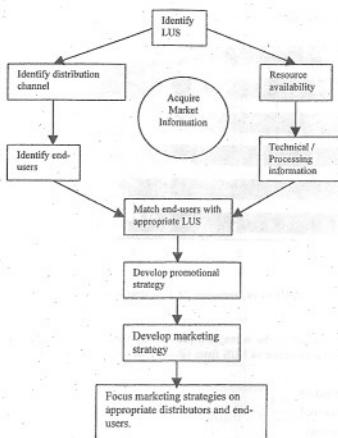 Identify
LUS
Identify distribution
channel
Resource
availability
Acquire
Market
Information
Identify end-
users
Technical /
Processing
information
Match end-users with
appropriate LUS
Develop promotional
strategy
Develop marketing
strategy
Focus marketing strategies on
appropriate distributors and end-
users.